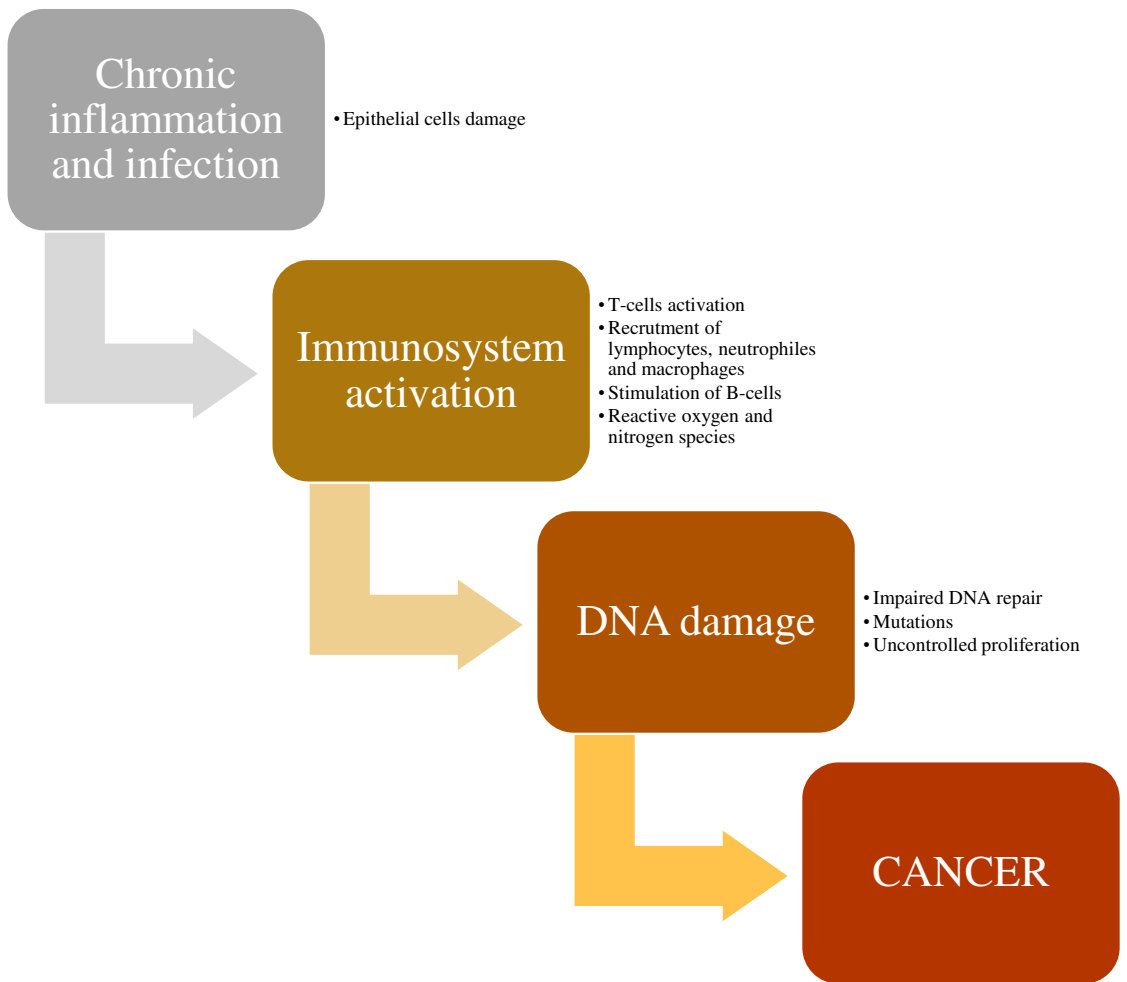 Chronic
inflammation
and infection
• Epithelial cells damage
Immunosystem
activation
• T-cells activation
• Recrutment of
lymphocytes, neutrophiles
and macrophages
• Stimulation of B-cells
• Reactive oxygen and
nitrogen species
DNA damage
• Impaired DNA repair
• Mutations
• Uncontrolled proliferation
CANCER